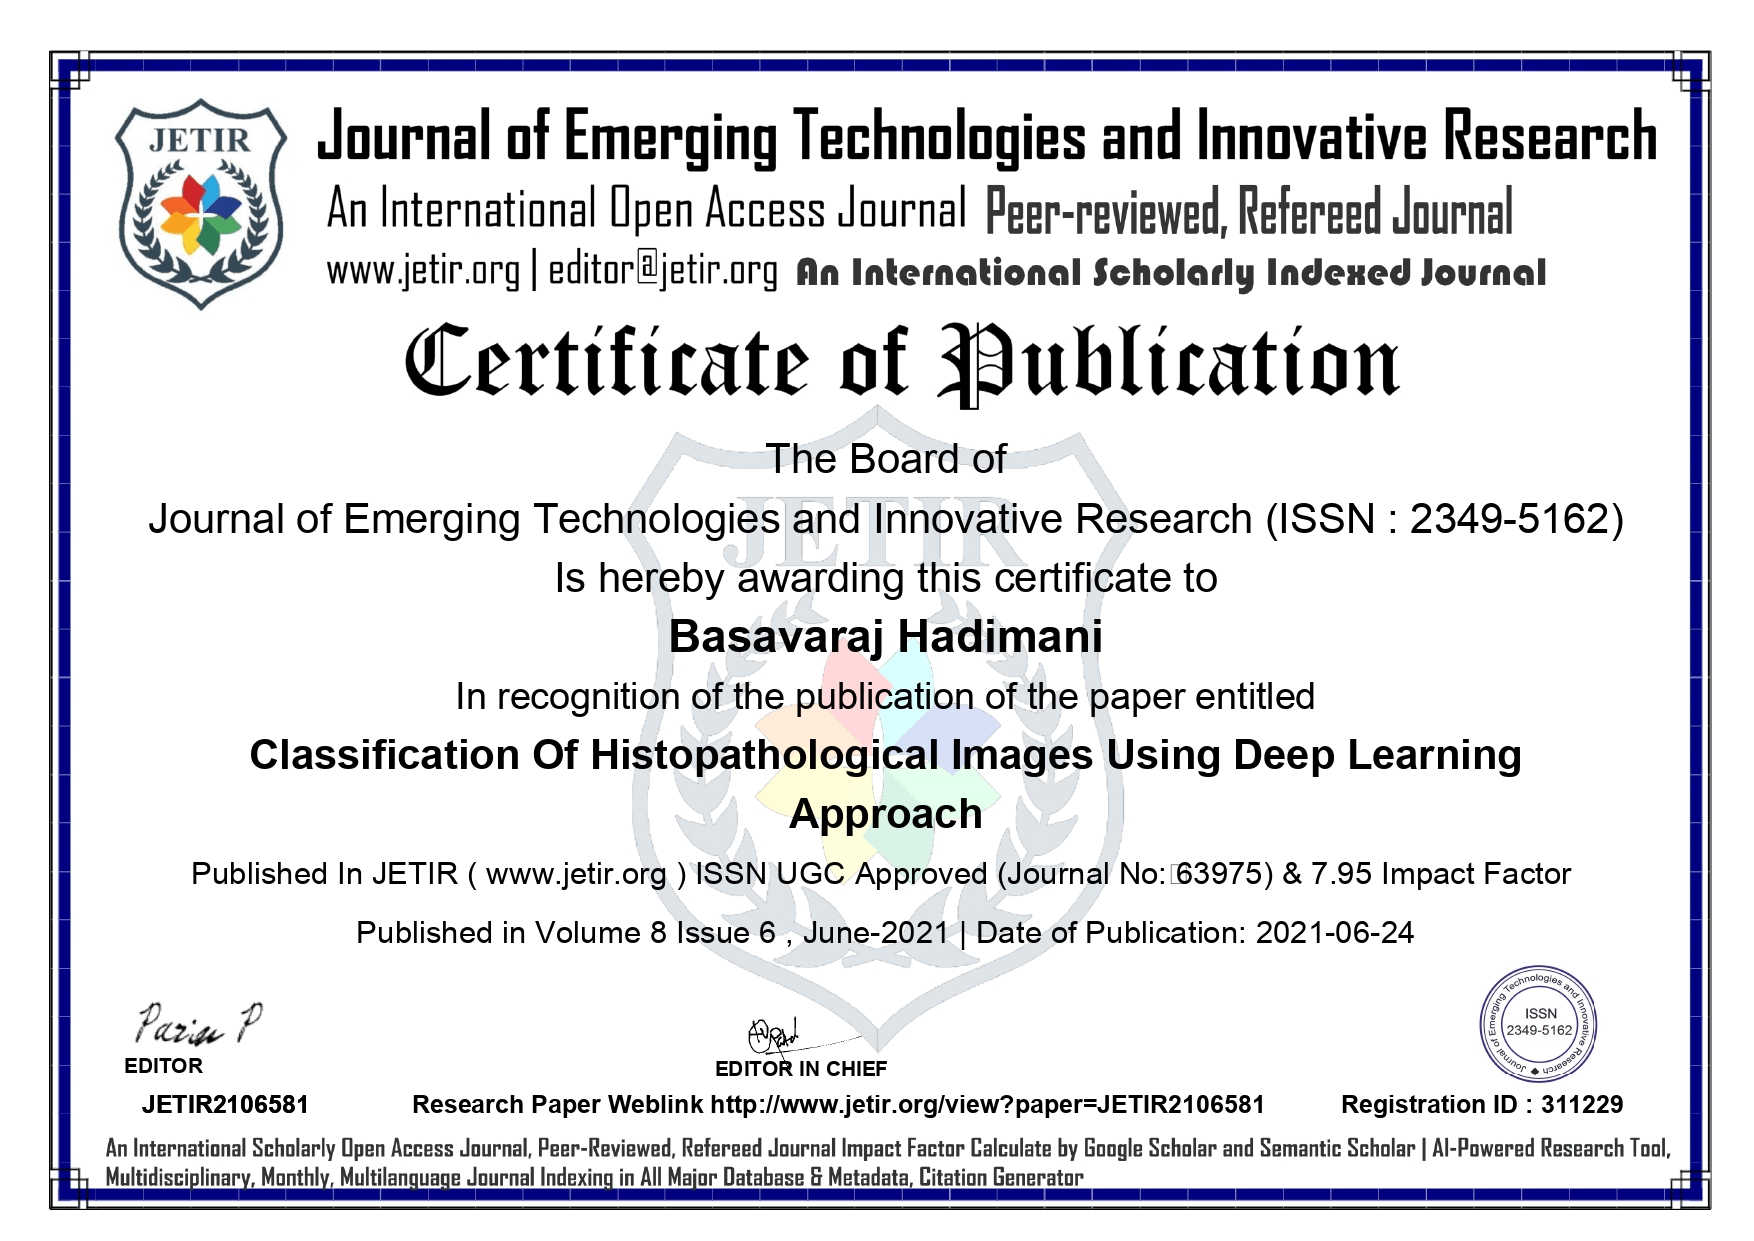 JETIR
Journal of Emerging Technologies and Innovative Research
An International Open Access Journal Peer-reviewed, Refereed Journal
www.jetir.org | editor@jetir.org An International Scholarly Indexed Journal
Certificate of Publication
The Board of
JETIR
Journal of Emerging Technologies and Innovative Research (ISSN : 2349-5162)
Is hereby awarding this certificate to
Basavaraj Hadimani
In recognition of the publication of the paper entitled
Classification Of Histopathological Images Using Deep Learning
Approach
Published In JETIR ( www.jetir.org ) ISSN UGC Approved (Journal No: 63975) & 7.95 Impact Factor
Published in Volume 8 Issue 6 , June-2021 | Date of Publication: 2021-06-24
Parin P
EDITOR
EDITOR IN CHIEF
Journal of Emerging Technologies and Innovative Research
ISSN
2349-5162
JETIR2106581 Research Paper Weblink http://www.jetir.org/view?paper=JETIR2106581 Registration ID : 311229
An International Scholarly Open Access Journal, Peer-Reviewed, Refereed Journal Impact Factor Calculate by Google Scholar and Semantic Scholar | AI-Powered Research Tool,
Multidisciplinary, Monthly, Multilanguage Journal Indexing in All Major Database & Metadata, Citation Generator